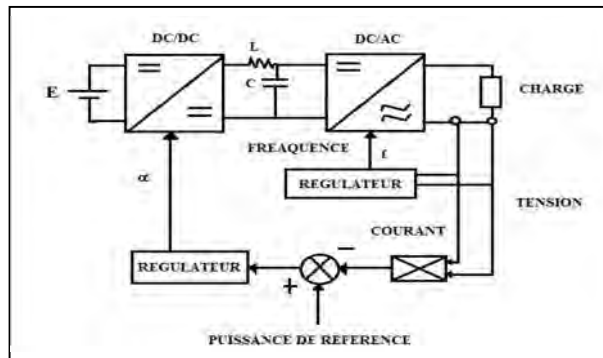 DC/DC
L
DC/AC
E
C
CHARGE
FREAQUENCE
f
α
REGULATEUR
TENSION
COURANT
−
REGULATEUR
+
PUISSANCE DE REFERENCE